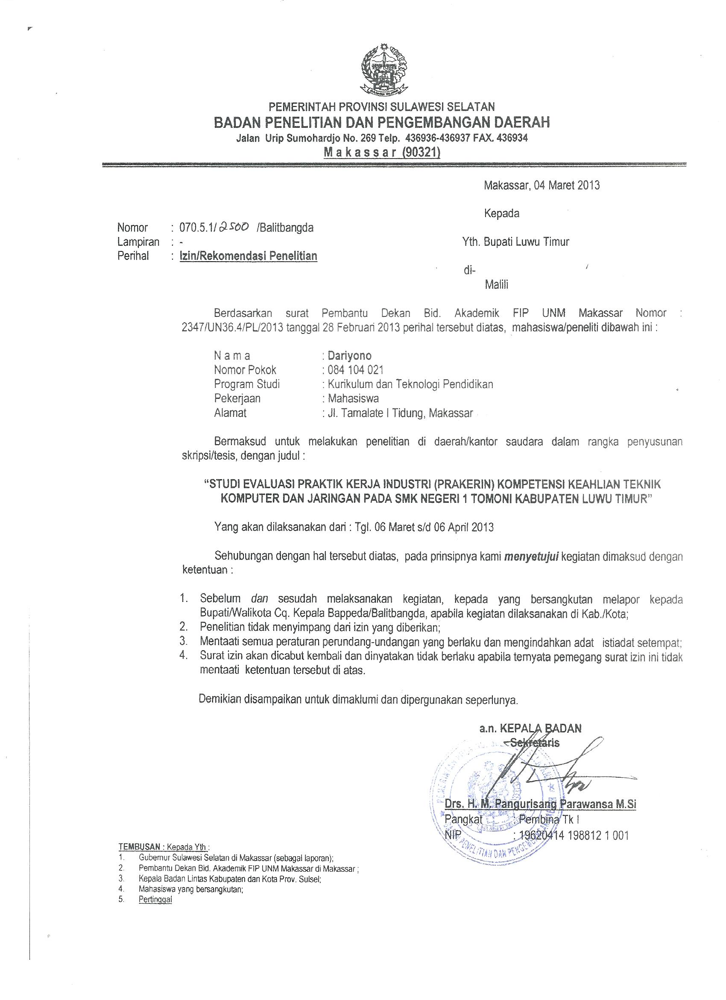 PEMERINTAH PROVINSI SULAWESI SELATAN
BADAN PENELITIAN DAN PENGEMBANGAN DAERAH
Jalan Urip Sumohardjo No. 269 Telp. 436936-436937 FAX. 436934
Makassar (90321)
Makassar, 04 Maret 2013
Kepada
Nomor : 070.5.1/2500 /Balitbangda
Lampiran : -
Perihal : Izin/Rekomendasi Penelitian
Yth. Bupati Luwu Timur
di-
Malili
Berdasarkan surat Pembantu Dekan Bid. Akademik FIP UNM Makassar Nomor :
2347/UN36.4/PL/2013 tanggal 28 Februari 2013 perihal tersebut diatas, mahasiswa/peneliti dibawah ini :
N a m a : Dariyono
Nomor Pokok : 084 104 021
Program Studi : Kurikulum dan Teknologi Pendidikan
Pekerjaan : Mahasiswa
Alamat : Jl. Tamalate I Tidung, Makassar
Bermaksud untuk melakukan penelitian di daerah/kantor saudara dalam rangka penyusunan
skripsi/tesis, dengan judul :
“STUDI EVALUASI PRAKTIK KERJA INDUSTRI (PRAKERIN) KOMPETENSI KEAHLIAN TEKNIK
KOMPUTER DAN JARINGAN PADA SMK NEGERI 1 TOMONI KABUPATEN LUWU TIMUR”
Yang akan dilaksanakan dari : Tgl. 06 Maret s/d 06 April 2013
Sehubungan dengan hal tersebut diatas, pada prinsipnya kami menyetujui kegiatan dimaksud dengan
ketentuan :
1. Sebelum dan sesudah melaksanakan kegiatan, kepada yang bersangkutan melapor kepada
Bupati/Walikota Cq. Kepala Bappeda/Balitbangda, apabila kegiatan dilaksanakan di Kab./Kota;
2. Penelitian tidak menyimpang dari izin yang diberikan;
3. Mentaati semua peraturan perundang-undangan yang berlaku dan mengindahkan adat istiadat setempat;
4. Surat izin akan dicabut kembali dan dinyatakan tidak berlaku apabila ternyata pemegang surat izin ini tidak
mentaati ketentuan tersebut di atas.
Demikian disampaikan untuk dimaklumi dan dipergunakan seperlunya.
a.n. KEPALA BADAN
Sekretaris
Drs. H. M. Pangurisang Parawansa M.Si
Pangkat : Pembina Tk I
NIP : 19620414 198812 1 001
TEMBUSAN : Kepada Yth :
1. Gubernur Sulawesi Selatan di Makassar (sebagai laporan);
2. Pembantu Dekan Bid. Akademik FIP UNM Makassar di Makassar ;
3. Kepala Badan Lintas Kabupaten dan Kota Prov. Sulsel;
4. Mahasiswa yang bersangkutan;
5. Pertinggal